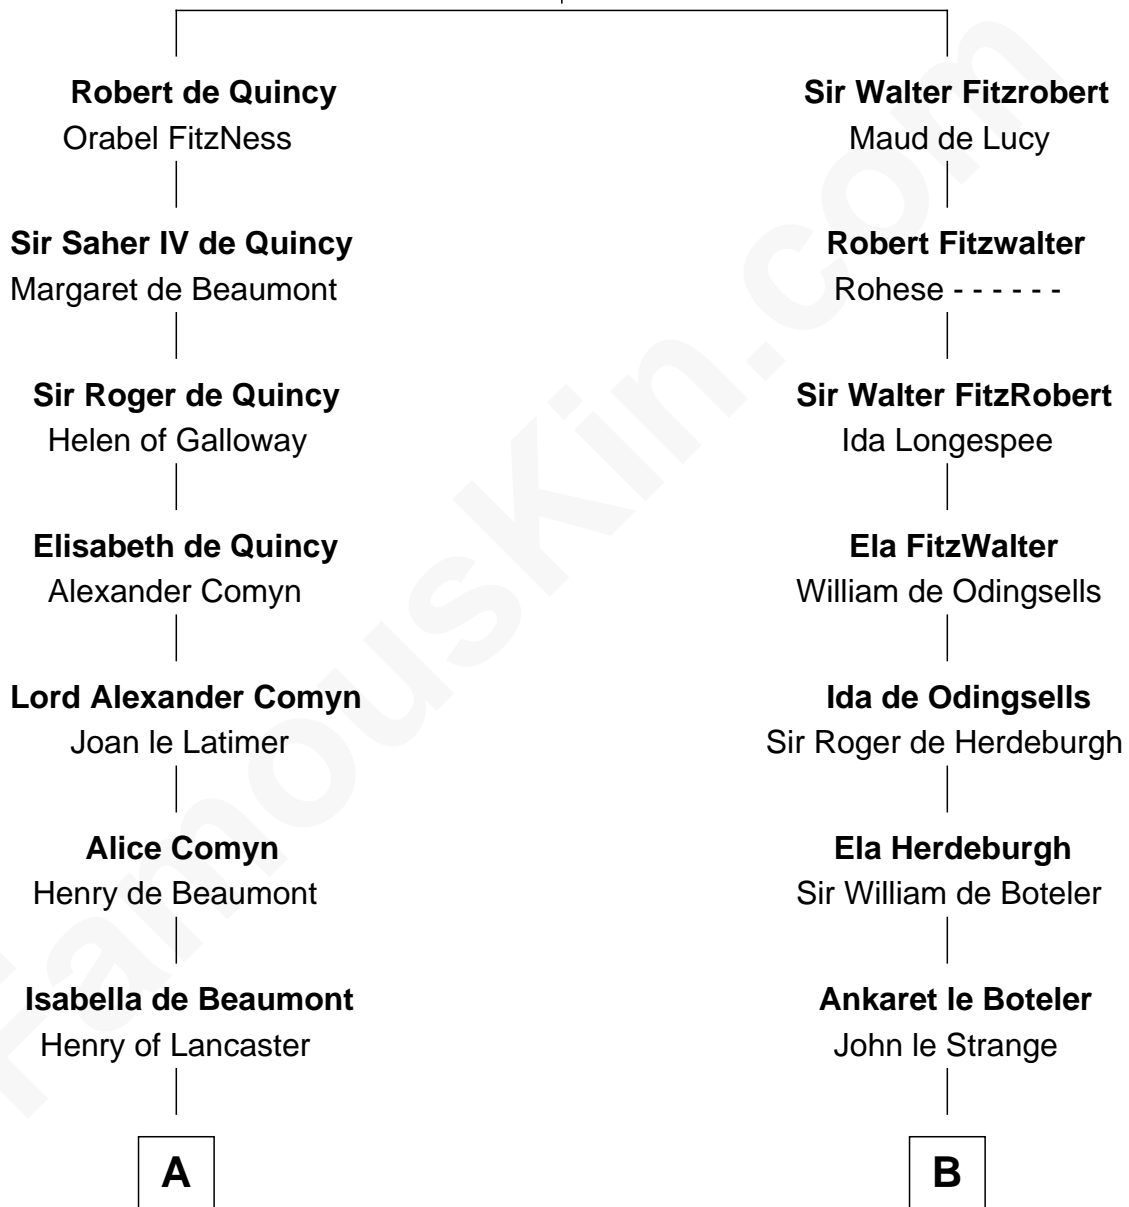 Robert de Quincy
Orabel FitzNess
Sir Saher IV de Quincy
Margaret de Beaumont
Sir Roger de Quincy
Helen of Galloway
Elisabeth de Quincy
Alexander Comyn
Lord Alexander Comyn
Joan le Latimer
Alice Comyn
Henry de Beaumont
Isabella de Beaumont
Henry of Lancaster
A
Sir Walter Fitzrobert
Maud de Lucy
Robert Fitzwalter
Rohese - - - - - -
Sir Walter FitzRobert
Ida Longespee
Ela FitzWalter
William de Odingsells
Ida de Odingsells
Sir Roger de Herdeburgh
Ela Herdeburgh
Sir William de Boteler
Ankaret le Boteler
John le Strange
B
FamousKin.com